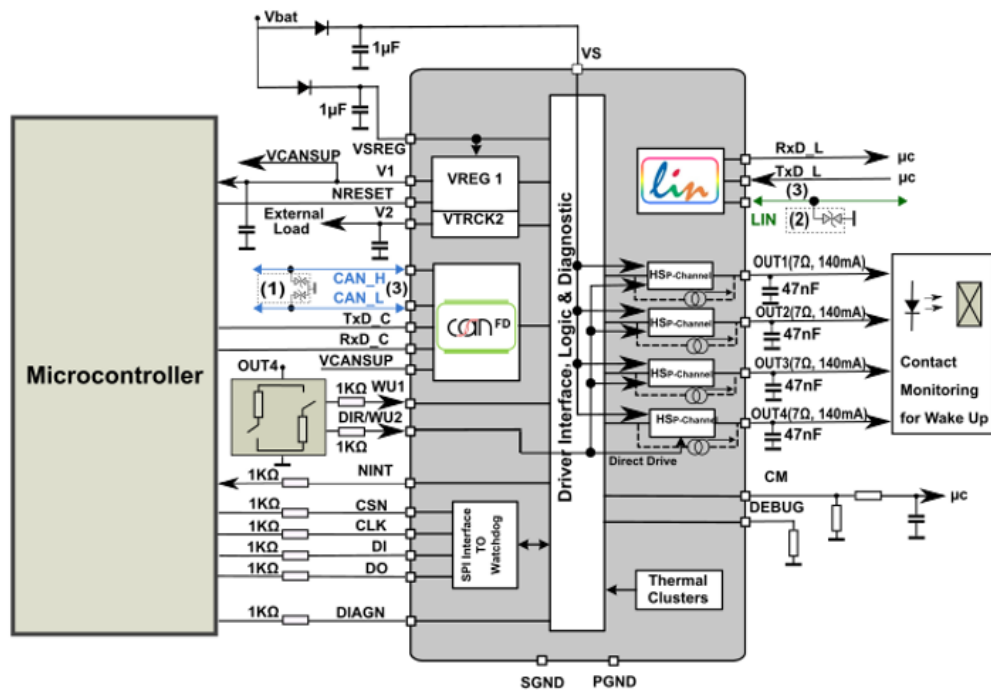 Vbat
1µF
VS
1µF
VSREG
VCANSUP
V1
VREG 1
NRESET
External
Load
V2
VTRCK2
lin
RxD_L
µc
TxD_L
µc
(3)
LIN
(2)
(1)
CAN_H
CAN_L
(3)
TxD_C
RxD_C
VCANSUP
can FD
Driver Interface, Logic & Diagnostic
HSP-Channel
OUT1(7Ω, 140mA)
47nF
HSP-Channel
OUT2(7Ω, 140mA)
47nF
HSP-Channel
OUT3(7Ω, 140mA)
47nF
HSP-Channel
OUT4(7Ω, 140mA)
47nF
Direct Drive
Contact
Monitoring
for Wake Up
Microcontroller
OUT4
1KΩ
WU1
DIR/WU2
1KΩ
1KΩ
NINT
1KΩ
CSN
1KΩ
CLK
1KΩ
DI
1KΩ
DO
SPI Interface
TO
Watchdog
1KΩ
DIAGN
CM
µc
DEBUG
Thermal
Clusters
SGND
PGND